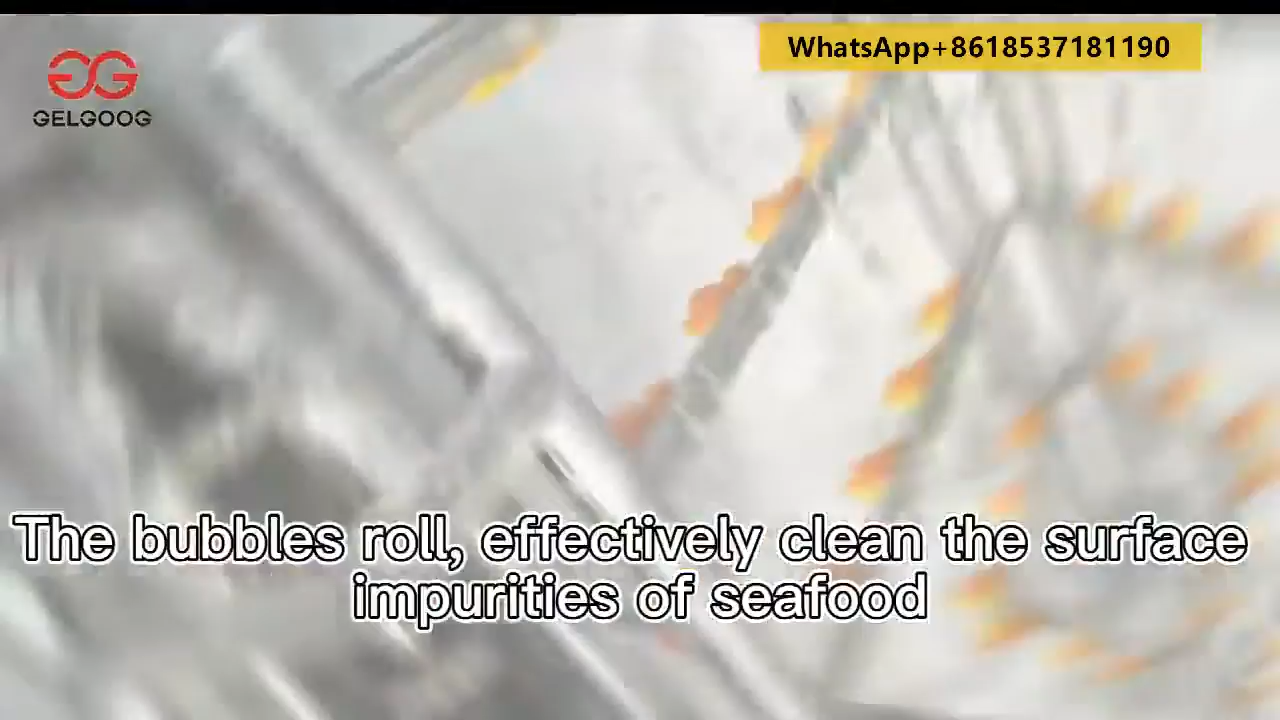 WhatsApp+8618537181190
GELGOOG
The bubbles roll, effectively clean the surface
impurities of seafood